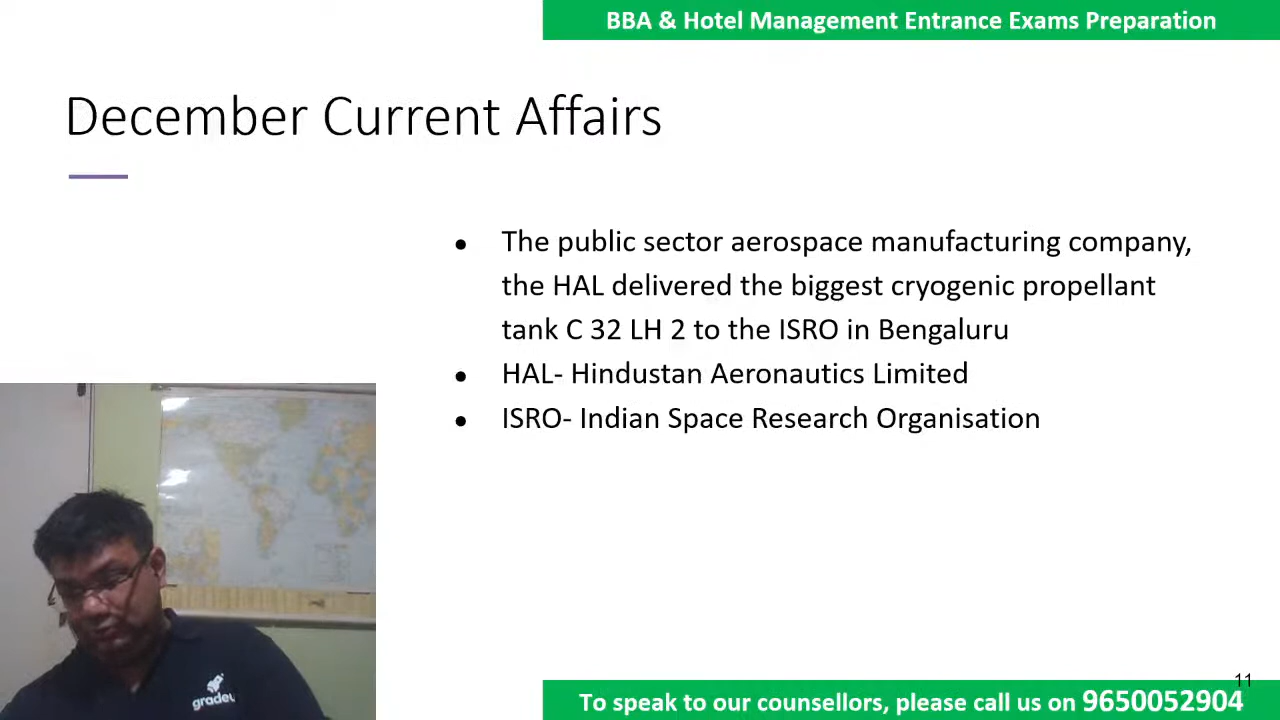 BBA & Hotel Management Entrance Exams Preparation
December Current Affairs
• The public sector aerospace manufacturing company,
the HAL delivered the biggest cryogenic propellant
tank C 32 LH 2 to the ISRO in Bengaluru
• HAL- Hindustan Aeronautics Limited
• ISRO- Indian Space Research Organisation
gradeu
11
To speak to our counsellors, please call us on 9650052904